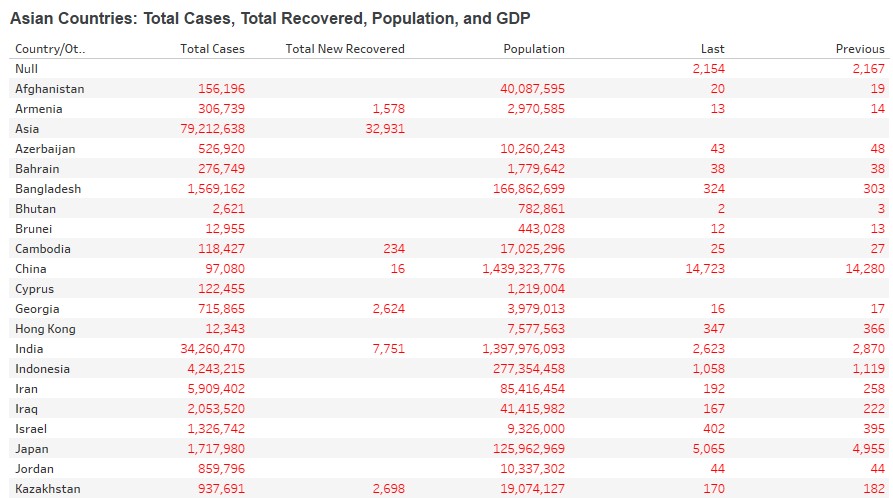 Asian Countries: Total Cases, Total Recovered, Population, and GDP
Country/Ot.. Total Cases Total New Recovered Population Last Previous
Null 2,154 2,167
Afghanistan 156,196 40,087,595 20 19
Armenia 306,739 1,578 2,970,585 13 14
Asia 79,212,638 32,931
Azerbaijan 526,920 10,260,243 43 48
Bahrain 276,749 1,779,642 38 38
Bangladesh 1,569,162 166,862,699 324 303
Bhutan 2,621 782,861 2 3
Brunei 12,955 443,028 12 13
Cambodia 118,427 234 17,025,296 25 27
China 97,080 16 1,439,323,776 14,723 14,280
Cyprus 122,455 1,219,004
Georgia 715,865 2,624 3,979,013 16 17
Hong Kong 12,343 7,577,563 347 366
India 34,260,470 7,751 1,397,976,093 2,623 2,870
Indonesia 4,243,215 277,354,458 1,058 1,119
Iran 5,909,402 85,416,454 192 258
Iraq 2,053,520 41,415,982 167 222
Israel 1,326,742 9,326,000 402 395
Japan 1,717,980 125,962,969 5,065 4,955
Jordan 859,796 10,337,302 44 44
Kazakhstan 937,691 2,698 19,074,127 170 182